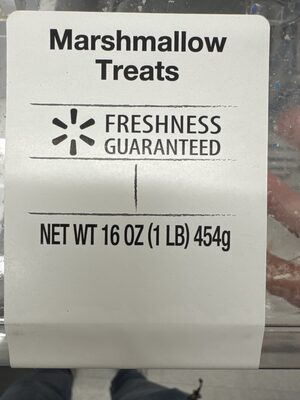 Marshmallow
Treats
FRESHNESS
GUARANTEED
NET WT 16 OZ (1 LB) 454g